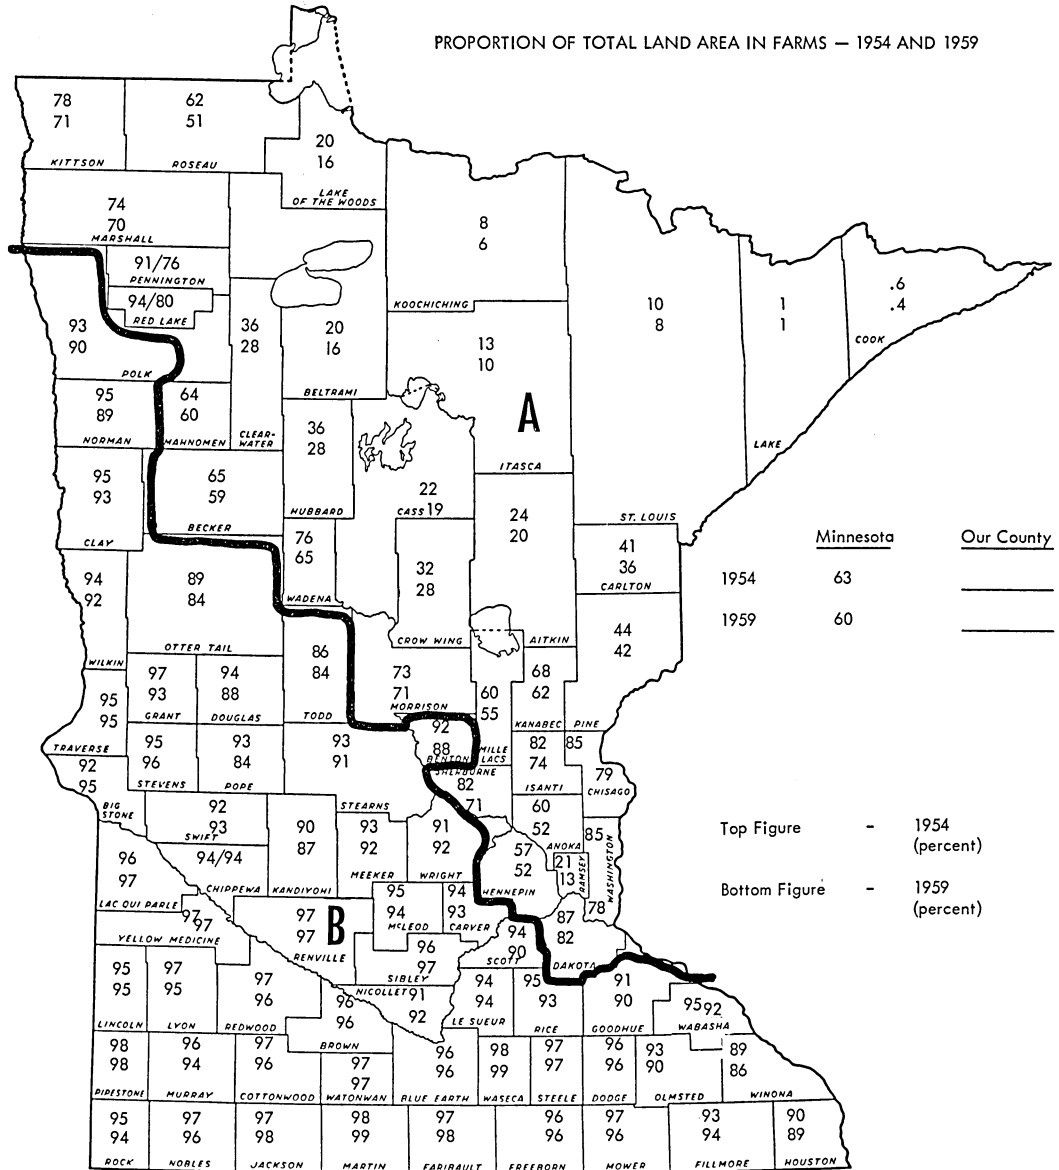 PROPORTION OF TOTAL LAND AREA IN FARMS — 1954 AND 1959
78
71
KITTSON
62
51
ROSEAU
20
16
LAKE
OF THE WOODS
74
70
MARSHALL
8
6
KOOCHICHING
91/76
PENNINGTON
94/80
RED LAKE
93
90
POLK
36
28
CLEAR-
WATER
20
16
BELTRAMI
13
10
ITASCA
10
8
ST. LOUIS
1
1
LAKE
.6
.4
COOK
A
95
89
NORMAN
64
60
MAHNOMEN
36
28
HUBBARD
95
93
CLAY
65
59
BECKER
22
CASS 19
24
20
AITKIN
41
36
CARLTON
76
65
WADENA
32
28
CROW WING
94
92
WILKIN
89
84
OTTER TAIL
44
42
PINE
86
84
TODD
73
71
MORRISON
60
55
MILLE
LACS
68
62
KANABEC
97
93
GRANT
94
88
DOUGLAS
95
95
TRAVERSE
95
96
STEVENS
93
84
POPE
93
91
STEARNS
92
88
BENTON
82
74
ISANTI
85
79
CHISAGO
SHERBURNE
82
71
92
95
BIG
STONE
92
93
SWIFT
90
87
KANDIYOHI
93
92
MEEKER
91
92
WRIGHT
60
52
ANOKA
57
52
HENNEPIN
21
13
RAMSEY
85
WASHINGTON
78
96
97
LAC QUI PARLE
94/94
CHIPPEWA
97
97
YELLOW MEDICINE
97
97
RENVILLE
B
95
94
McLEOD
94
93
CARVER
94
90
SCOTT
87
82
DAKOTA
96
97
SIBLEY
95
95
LINCOLN
97
95
LYON
97
96
REDWOOD
96
96
BROWN
NICOLLET 91
92
94
94
LE SUEUR
95
93
RICE
91
90
GOODHUE
95 92
WABASHA
98
98
PIPESTONE
96
94
MURRAY
97
96
COTTONWOOD
97
97
WATONWAN
96
96
BLUE EARTH
98
99
WASECA
97
97
STEELE
96
96
DODGE
93
90
OLMSTED
89
86
WINONA
95
94
ROCK
97
96
NOBLES
97
98
JACKSON
98
99
MARTIN
97
98
FARIBAULT
96
96
FREEBORN
97
96
MOWER
93
94
FILLMORE
90
89
HOUSTON
Minnesota Our County
1954 63
1959 60
Top Figure – 1954
(percent)
Bottom Figure – 1959
(percent)